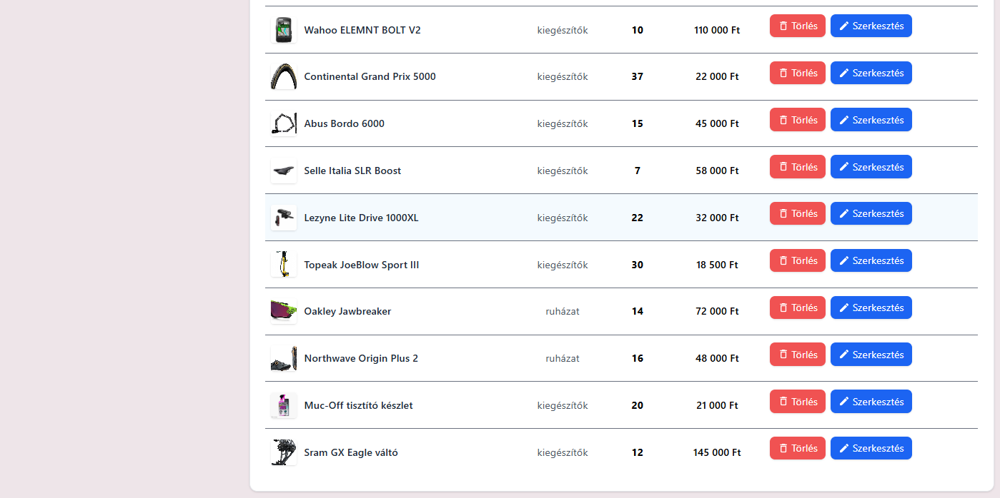 Wahoo ELEMNT BOLT V2 kiegészítők 10 110 000 Ft Törlés Szerkesztés
Continental Grand Prix 5000 kiegészítők 37 22 000 Ft Törlés Szerkesztés
Abus Bordo 6000 kiegészítők 15 45 000 Ft Törlés Szerkesztés
Selle Italia SLR Boost kiegészítők 7 58 000 Ft Törlés Szerkesztés
Lezyne Lite Drive 1000XL kiegészítők 22 32 000 Ft Törlés Szerkesztés
Topeak JoeBlow Sport III kiegészítők 30 18 500 Ft Törlés Szerkesztés
Oakley Jawbreaker ruházat 14 72 000 Ft Törlés Szerkesztés
Northwave Origin Plus 2 ruházat 16 48 000 Ft Törlés Szerkesztés
Muc-Off tisztító készlet kiegészítők 20 21 000 Ft Törlés Szerkesztés
Sram GX Eagle váltó kiegészítők 12 145 000 Ft Törlés Szerkesztés